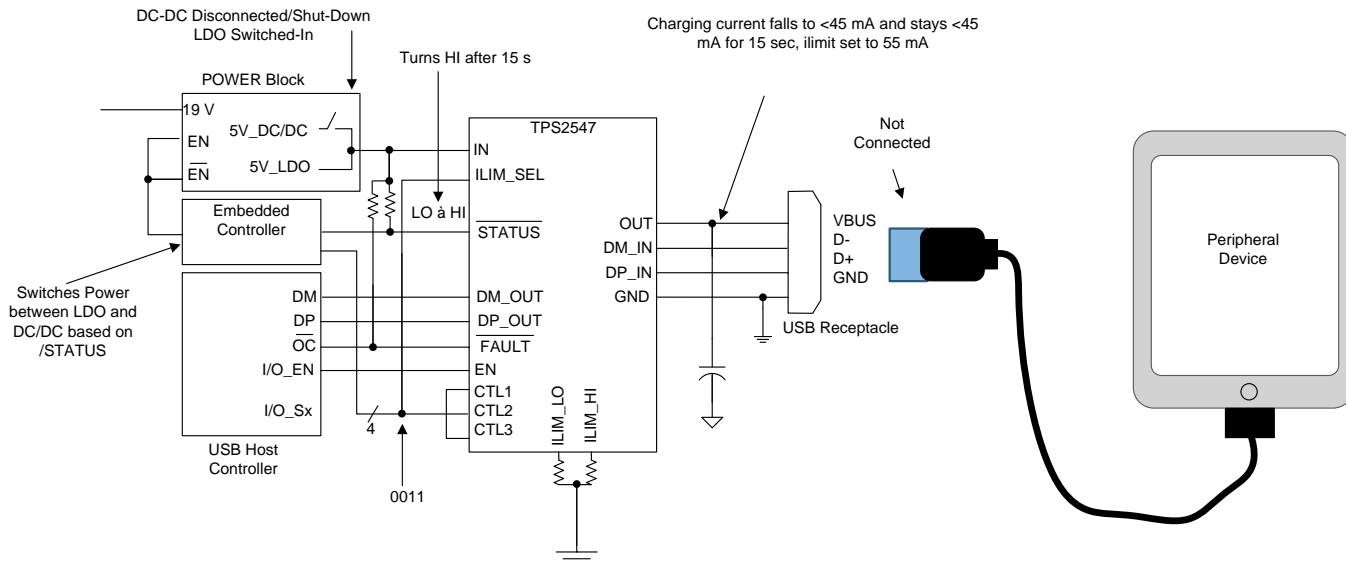 DC-DC Disconnected/Shut-Down
LDO Switched-In
Turns HI after 15 s
Charging current falls to <45 mA and stays <45
mA for 15 sec, ilimit set to 55 mA
POWER Block
19 V
5V_DC/DC
EN
5V_LDO
EN
Embedded
Controller
Switches Power
between LDO and
DC/DC based on
/STATUS
DM
DP
OC
I/O_EN
I/O_Sx
USB Host
Controller
4
0011
LO à HI
TPS2547
IN
ILIM_SEL
STATUS
DM_OUT
DP_OUT
FAULT
EN
CTL1
CTL2
CTL3
ILIM_LO
ILIM_HI
OUT
DM_IN
DP_IN
GND
USB Receptacle
VBUS
D-
D+
GND
Not
Connected
Peripheral
Device